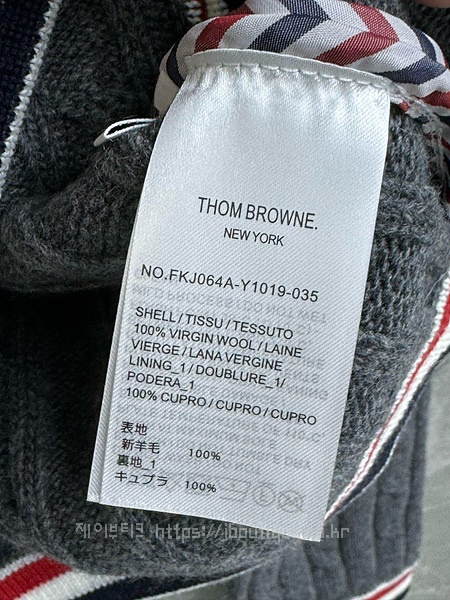 THOM BROWNE.
NEW YORK
NO.FKJ064A-Y1019-035
SHELL / TISSU / TESSUTO
100% VIRGIN WOOL / LAINE
VIERGE / LANA VERGINE
LINING_1 / DOUBLURE_1/
PODERA_1
100% CUPRO / CUPRO / CUPRO
表地
新羊毛 100%
裏地_1
キュプラ 100%